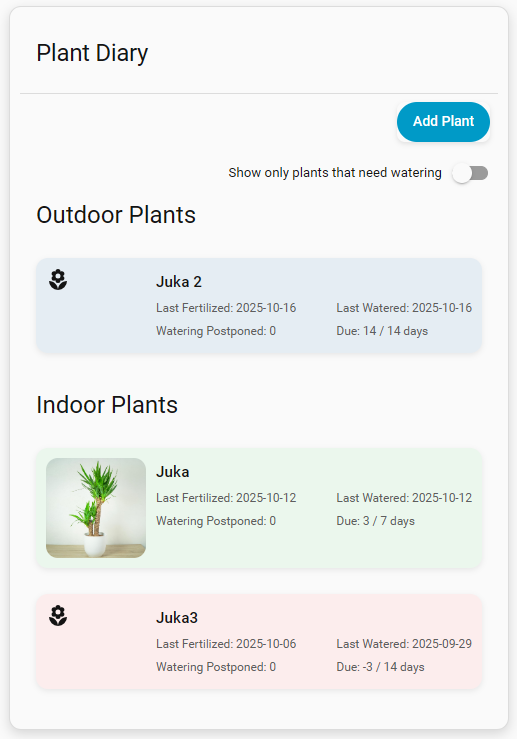 Plant Diary
Add Plant
Show only plants that need watering
Outdoor Plants
Juka 2
Last Fertilized: 2025-10-16 Last Watered: 2025-10-16
Watering Postponed: 0 Due: 14 / 14 days
Indoor Plants
Juka
Last Fertilized: 2025-10-12 Last Watered: 2025-10-12
Watering Postponed: 0 Due: 3 / 7 days
Juka3
Last Fertilized: 2025-10-06 Last Watered: 2025-09-29
Watering Postponed: 0 Due: -3 / 14 days